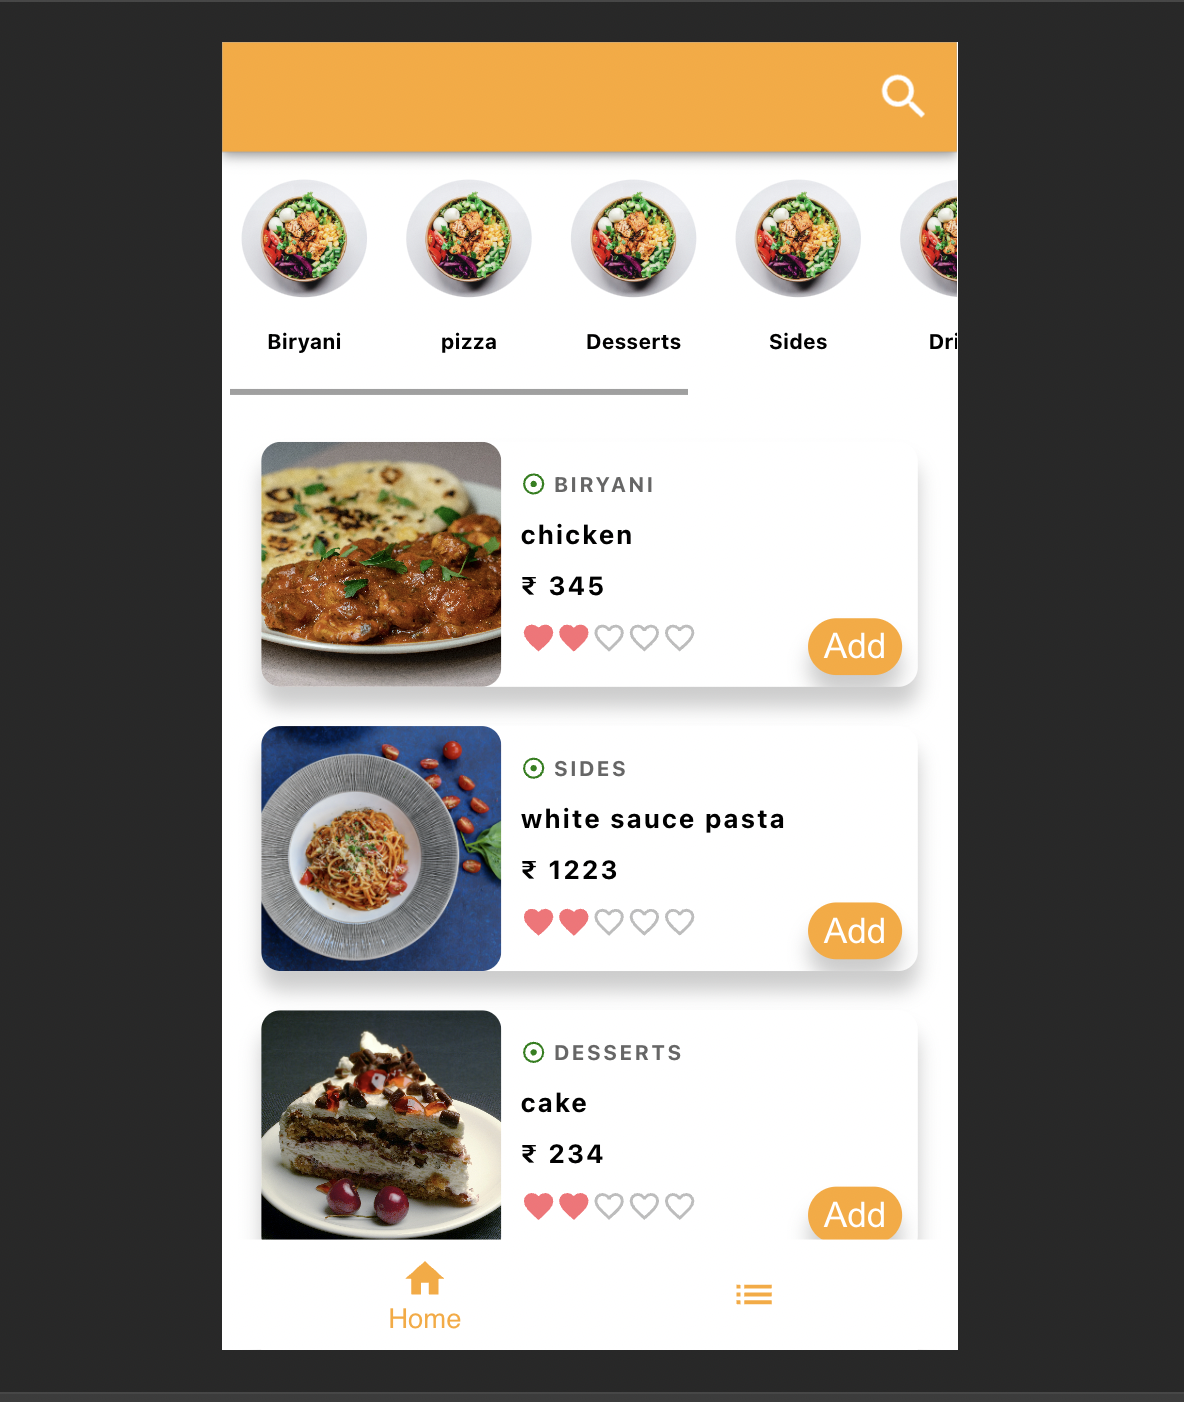 Biryani pizza Desserts Sides Dri
BIRYANI
chicken
₹ 345
Add
SIDES
white sauce pasta
₹ 1223
Add
DESSERTS
cake
₹ 234
Add
Home